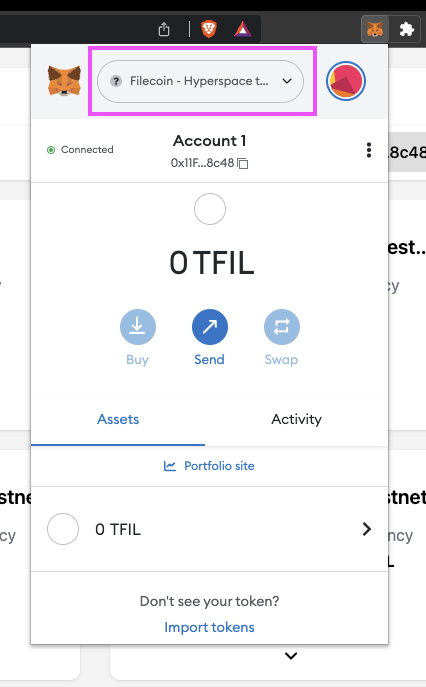 Filecoin - Hyperspace t...
Connected
Account 1
0x11F...8c48
.8c48
est..
cy
0 TFIL
Buy
Send
Swap
Assets
Activity
Portfolio site
stne
stnet
cy
ncy
0 TFIL
L
Don't see your token?
Import tokens